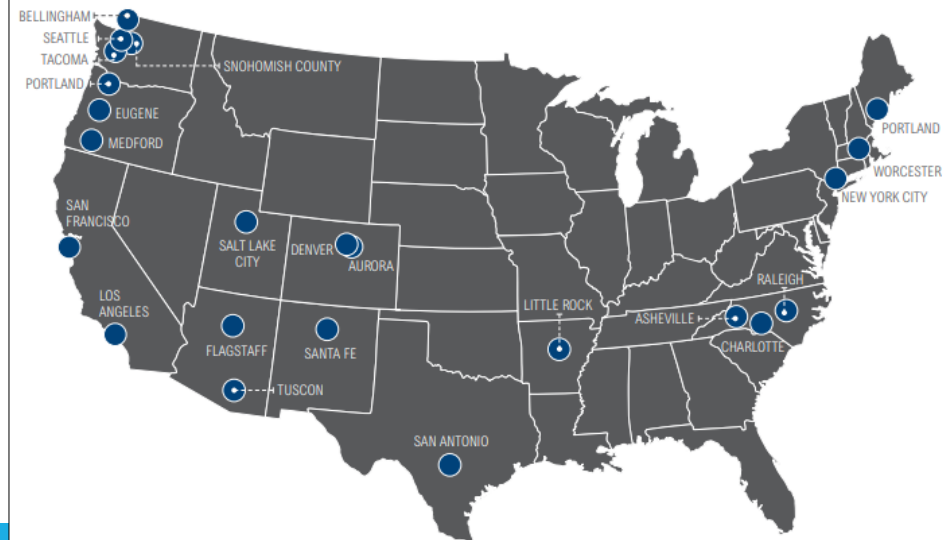 BELLINGHAM
SEATTLE
TACOMA
SNOHOMISH COUNTY
PORTLAND
EUGENE
MEDFORD
SAN
FRANCISCO
LOS
ANGELES
SALT LAKE
CITY
DENVER
AURORA
FLAGSTAFF
SANTA FE
TUSCON
SAN ANTONIO
LITTLE ROCK
ASHEVILLE
RALEIGH
CHARLOTTE
PORTLAND
WORCESTER
NEW YORK CITY